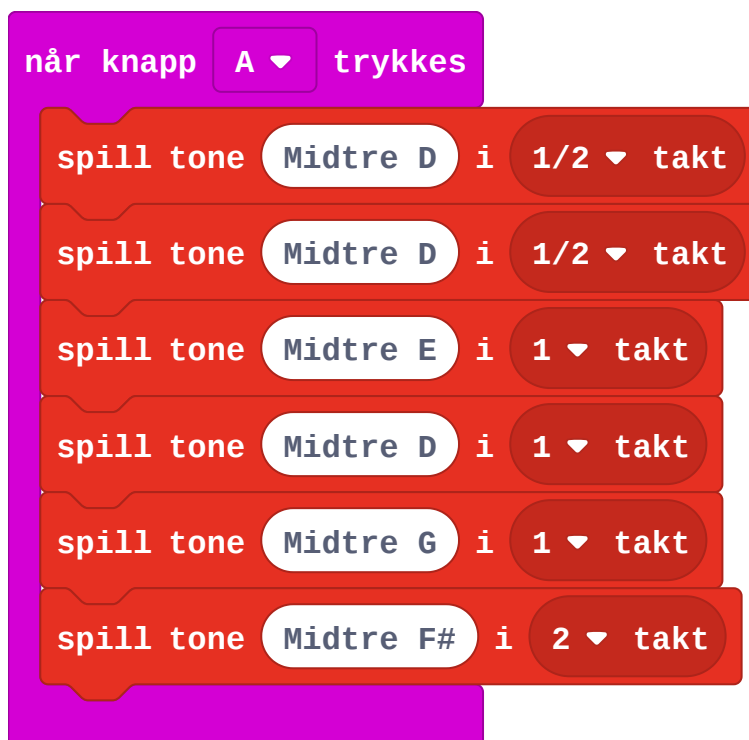 når knapp A trykkes
spill tone Midtre D i 1/2 takt
spill tone Midtre D i 1/2 takt
spill tone Midtre E i 1 takt
spill tone Midtre D i 1 takt
spill tone Midtre G i 1 takt
spill tone Midtre F# i 2 takt